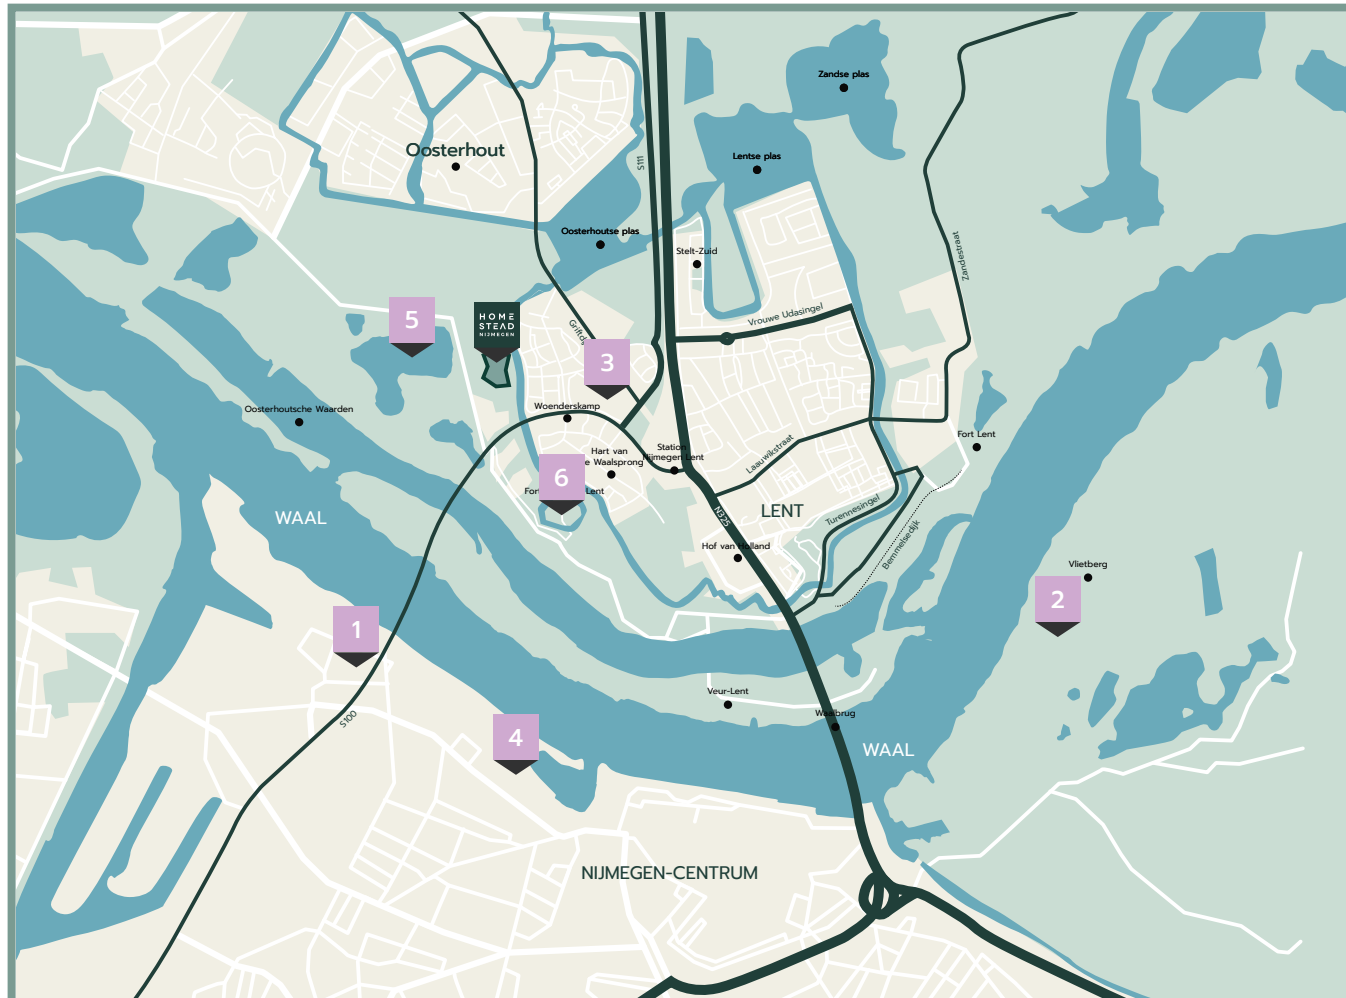 Zandse plas
Oosterhout
Lentse plas
S111
Oosterhoutse plas
Stelt-Zuid
Zandestraat
5
HOME
STEAD
NIJMEGEN
Vrouwe Udasingel
3
Oosterhoutsche Waarden
Woenderskamp
Fort Lent
Station
Nijmegen Lent
Laauwikstraat
Hart van
Waalsprong
6
Lent
WAAL
N325
LENT
Turennesingel
Bemmelsedijk
Hof van Holland
Vlietberg
2
1
Veur-Lent
S100
Waalbrug
4
WAAL
NIJMEGEN-CENTRUM